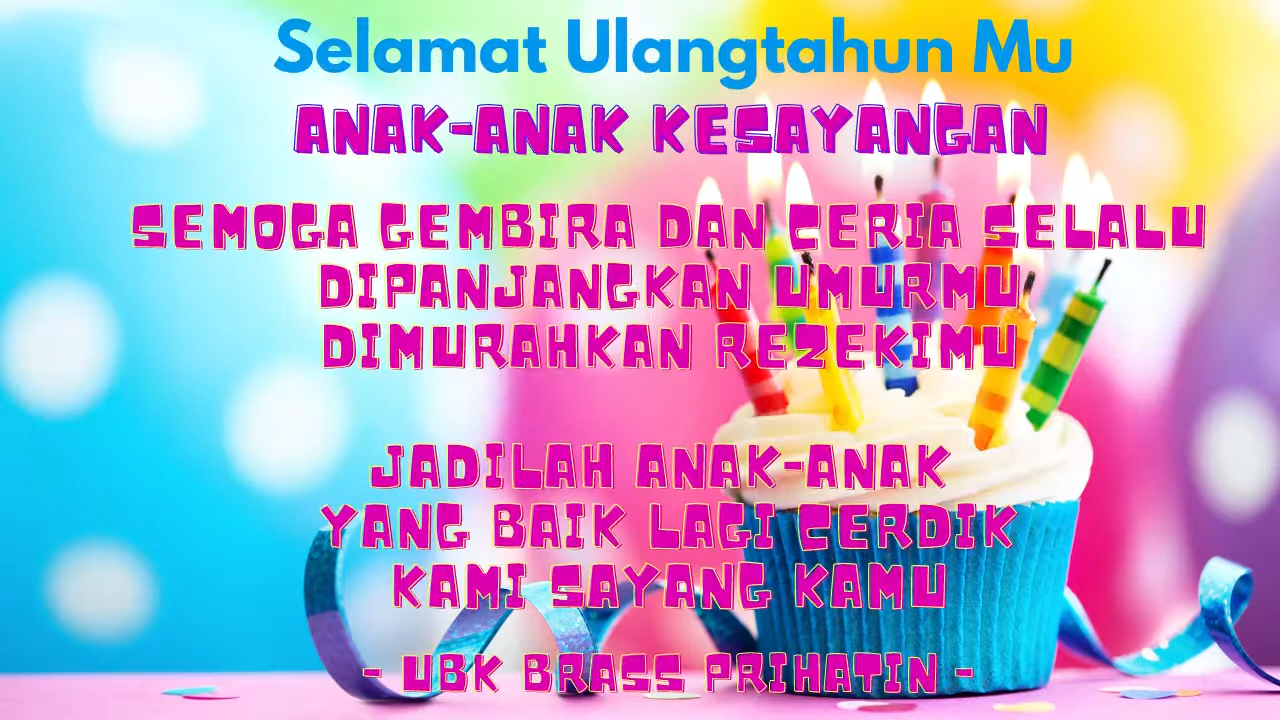 Selamat Ulangtahun Mu
ANAK-ANAK KESAYANGAN
SEMOGA GEMBIRA DAN CERIA SELALU
DIPANJANGKAN UMURMU
DIMURAHKAN REZEKIMU
JADILAH ANAK-ANAK
YANG BAIK LAGI CERDIK
KAMI SAYANG KAMU
- UBK BRASS PRIHATIN -